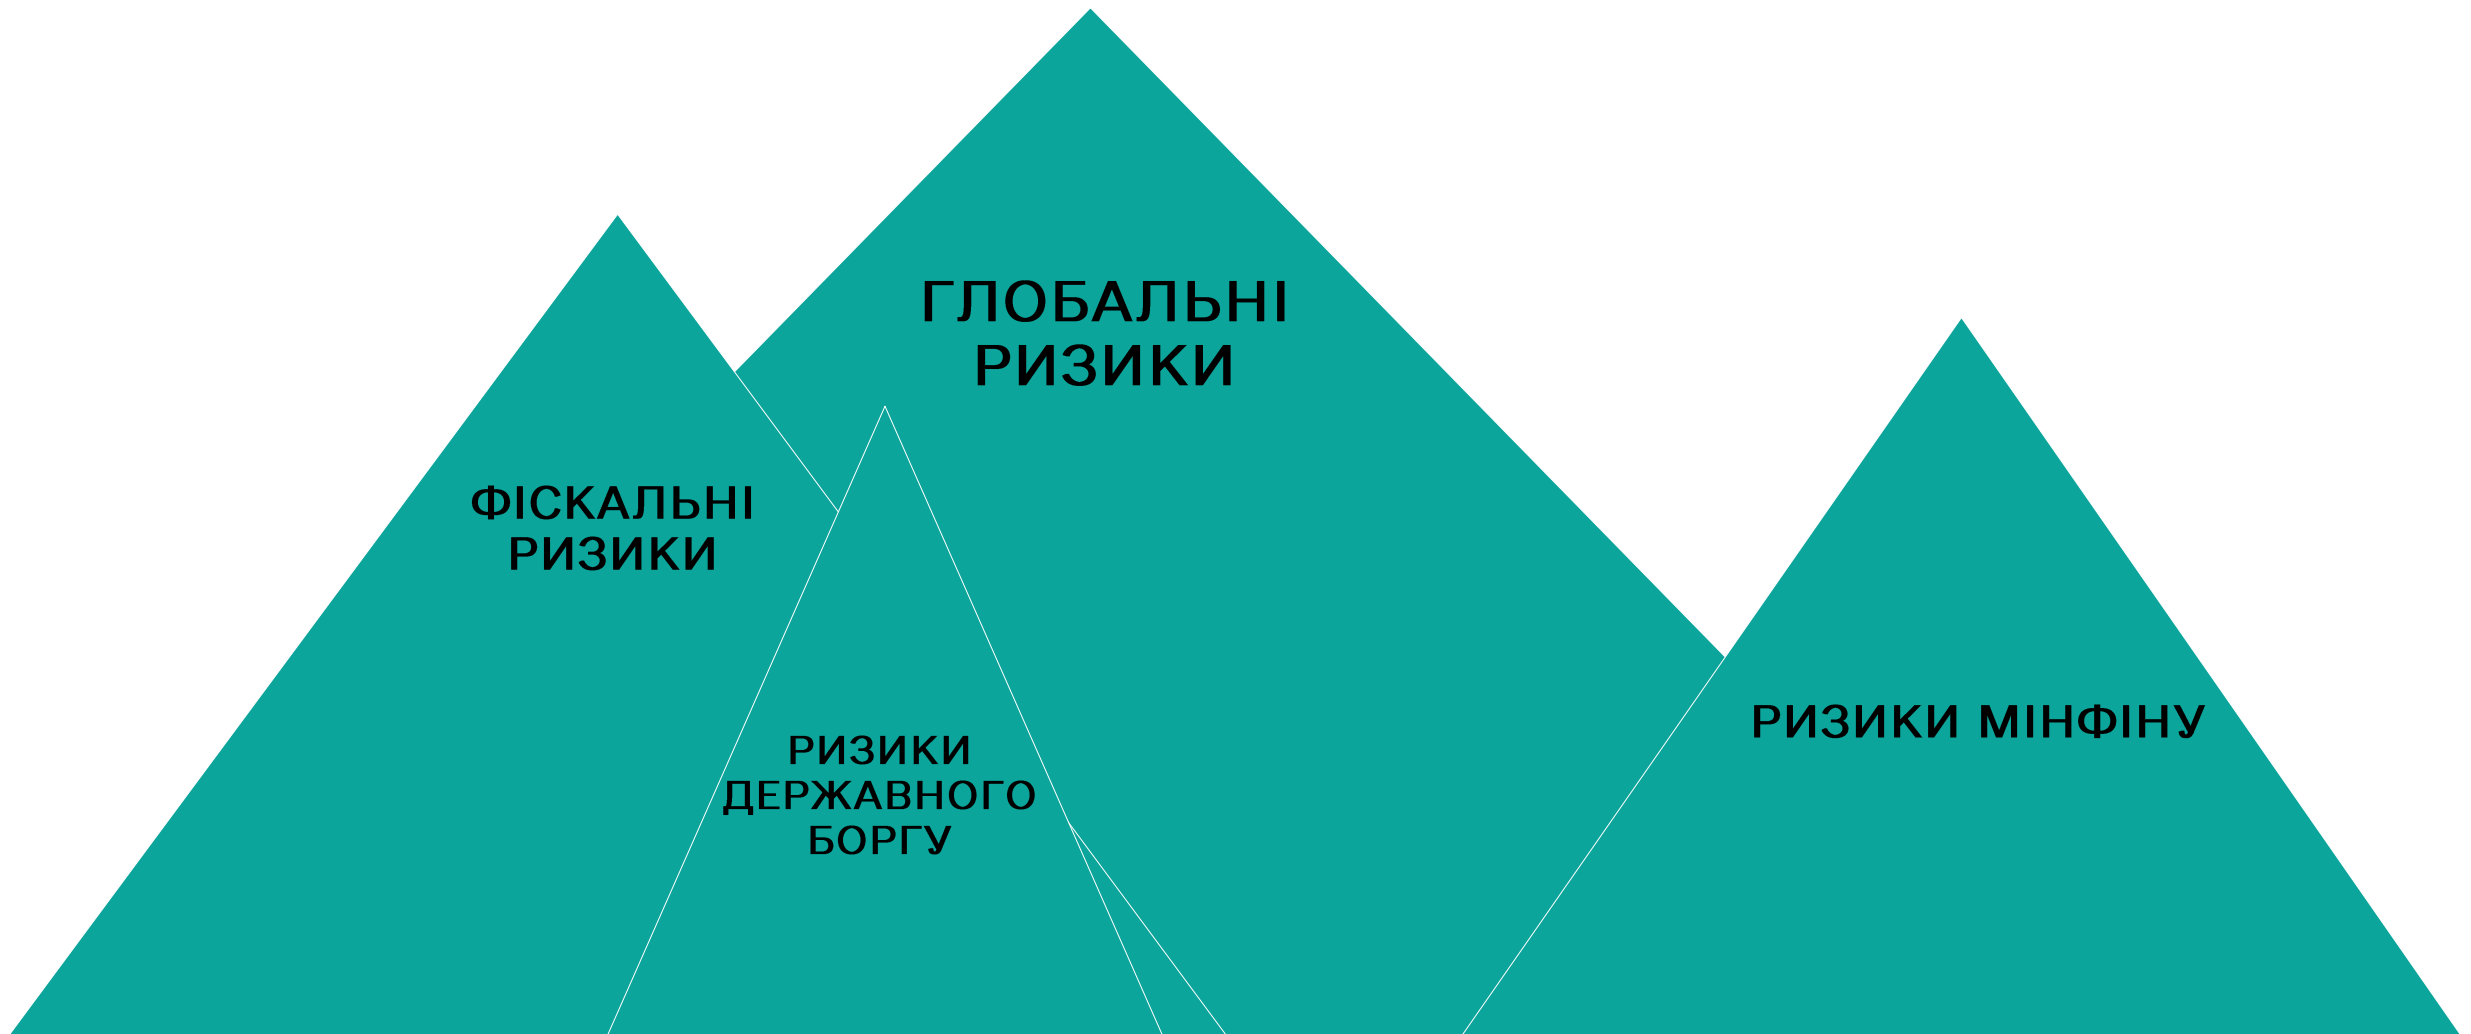 ГЛОБАЛЬНІ
РИЗИКИ
ФІСКАЛЬНІ
РИЗИКИ
РИЗИКИ
ДЕРЖАВНОГО
БОРГУ
РИЗИКИ МІНФІНУ